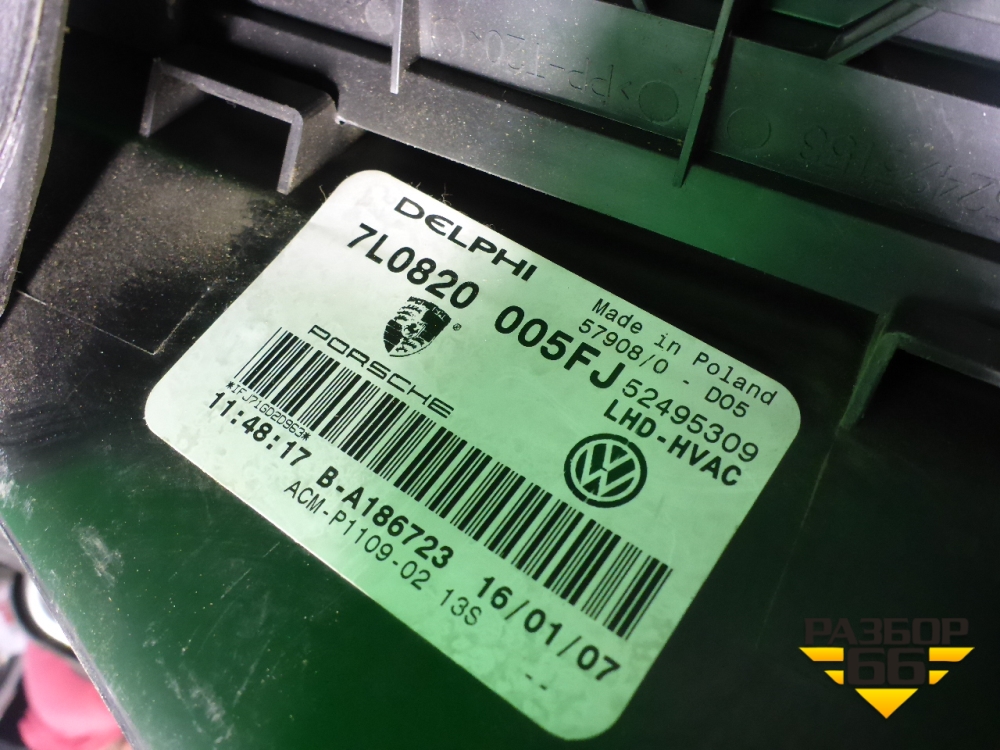 DELPHI
7L0820 005FJ
Made in Poland
57908/0 - D05
52495309
LHD-HVAC
PORSCHE
*IFJ71GD2D963*
11:48:17 B-A186723 16/01/07
ACM-P1109-02 13S --
РАЗБОР
66